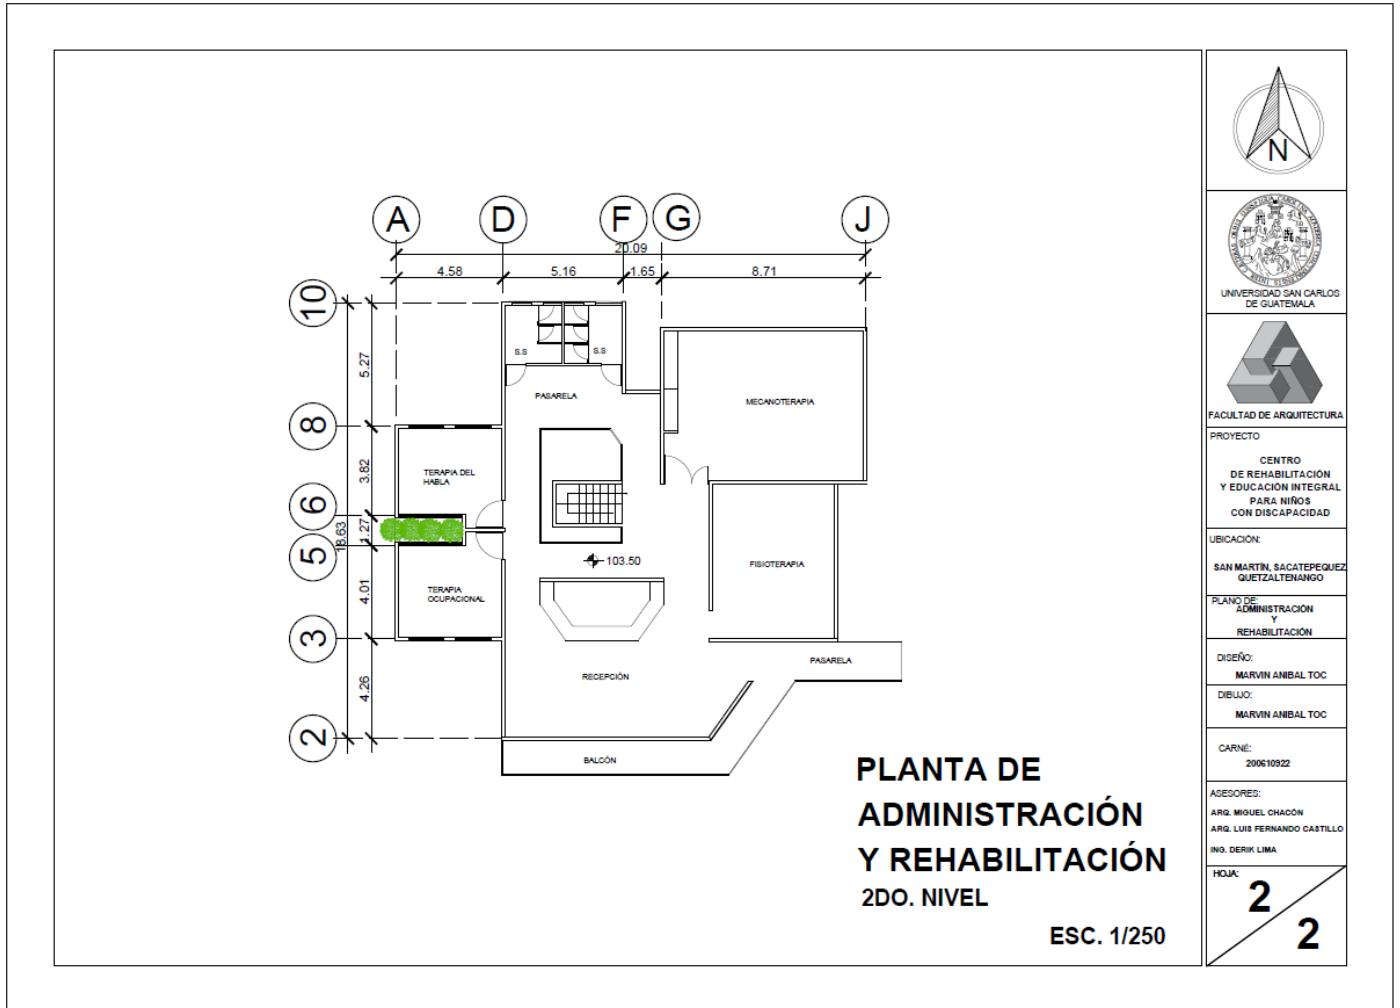 A
D
F
G
J
20.09
4.58
5.16
1.65
8.71
10
8
6
5
3
2
5.27
3.82
1.27
18.63
4.01
4.26
S.S
S.S
PASARELA
MECANOTERAPIA
TERAPIA DEL
HABLA
103.50
FISIOTERAPIA
TERAPIA
OCUPACIONAL
RECEPCIÓN
PASARELA
BALCÓN
PLANTA DE
ADMINISTRACIÓN
Y REHABILITACIÓN
2DO. NIVEL
ESC. 1/250
N
UNIVERSIDAD SAN CARLOS
DE GUATEMALA
FACULTAD DE ARQUITECTURA
PROYECTO
CENTRO
DE REHABILITACIÓN
Y EDUCACIÓN INTEGRAL
PARA NIÑOS
CON DISCAPACIDAD
UBICACIÓN:
SAN MARTÍN, SACATEPEQUEZ
QUETZALTENANGO
PLANO DE:
ADMINISTRACIÓN
Y
REHABILITACIÓN
DISEÑO:
MARVIN ANIBAL TOC
DIBUJO:
MARVIN ANIBAL TOC
CARNÉ:
200610922
ASESORES:
ARQ. MIGUEL CHACÓN
ARQ. LUIS FERNANDO CASTILLO
ING. DERIK LIMA
HOJA:
2
2